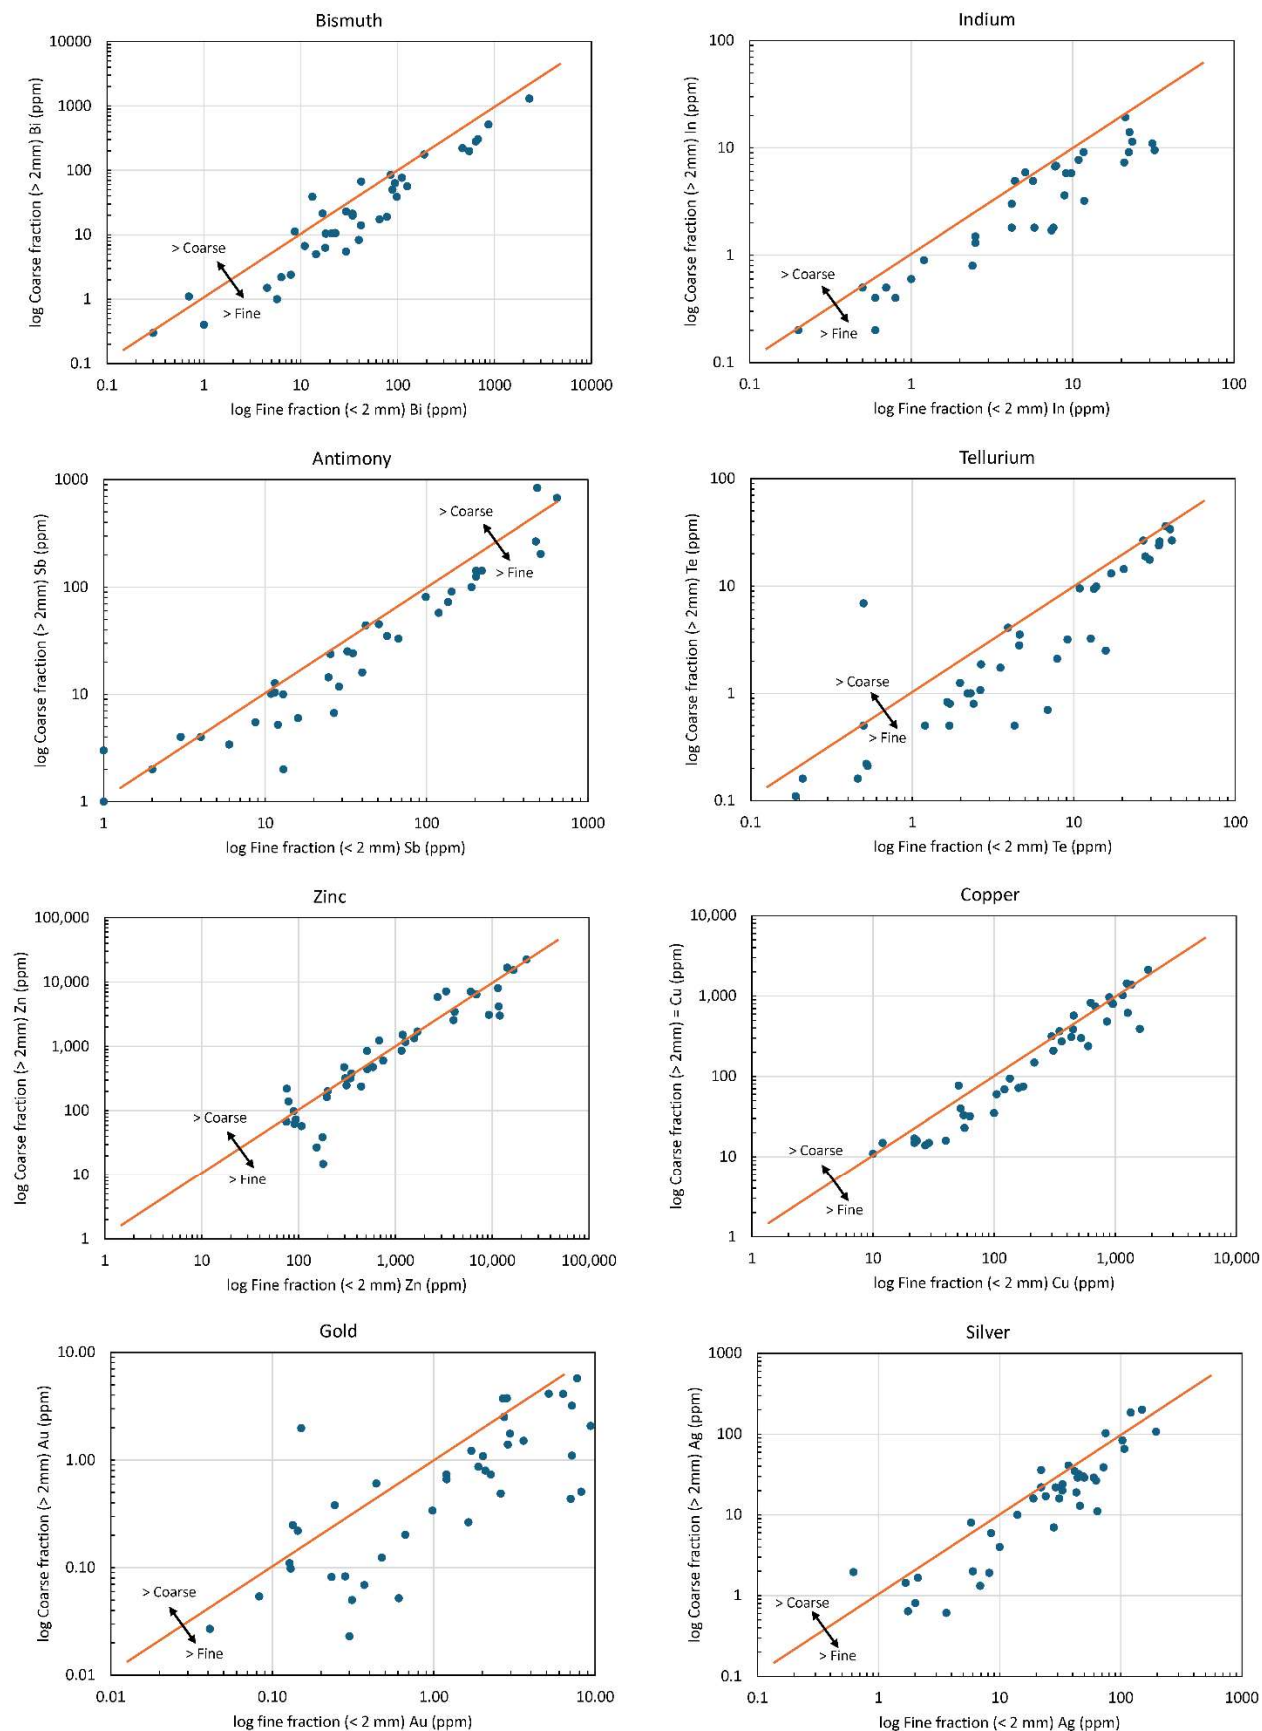 Bismuth
log Coarse fraction (> 2mm) Bi (ppm)
10000
1000
100
10
1
0.1
> Coarse
> Fine
0.1 1 10 100 1000 10000
log Fine fraction (< 2 mm) Bi (ppm)
Indium
log Coarse fraction (> 2mm) In (ppm)
100
10
1
0.1
> Coarse
> Fine
0.1 1 10 100
log Fine fraction (< 2 mm) In (ppm)
Antimony
log Coarse fraction (> 2mm) Sb (ppm)
1000
100
10
1
> Coarse
> Fine
1 10 100 1000
log Fine fraction (< 2 mm) Sb (ppm)
Tellurium
log Coarse fraction (> 2mm) Te (ppm)
100
10
1
0.1
> Coarse
> Fine
0.1 1 10 100
log Fine fraction (< 2 mm) Te (ppm)
Zinc
log Coarse fraction (> 2mm) Zn (ppm)
100,000
10,000
1,000
100
10
1
> Coarse
> Fine
1 10 100 1,000 10,000 100,000
log Fine fraction (< 2 mm) Zn (ppm)
Copper
log Coarse fraction (> 2mm) = Cu (ppm)
10,000
1,000
100
10
1
> Coarse
> Fine
1 10 100 1,000 10,000
log Fine fraction (< 2 mm) Cu (ppm)
Gold
log Coarse fraction (> 2mm) Au (ppm)
10.00
1.00
0.10
0.01
> Coarse
> Fine
0.01 0.10 1.00 10.00
log fine fraction (< 2 mm) Au (ppm)
Silver
log Coarse fraction (> 2mm) Ag (ppm)
1000
100
10
1
0.1
> Coarse
> Fine
0.1 1 10 100 1000
log Fine fraction (< 2 mm) Ag (ppm)